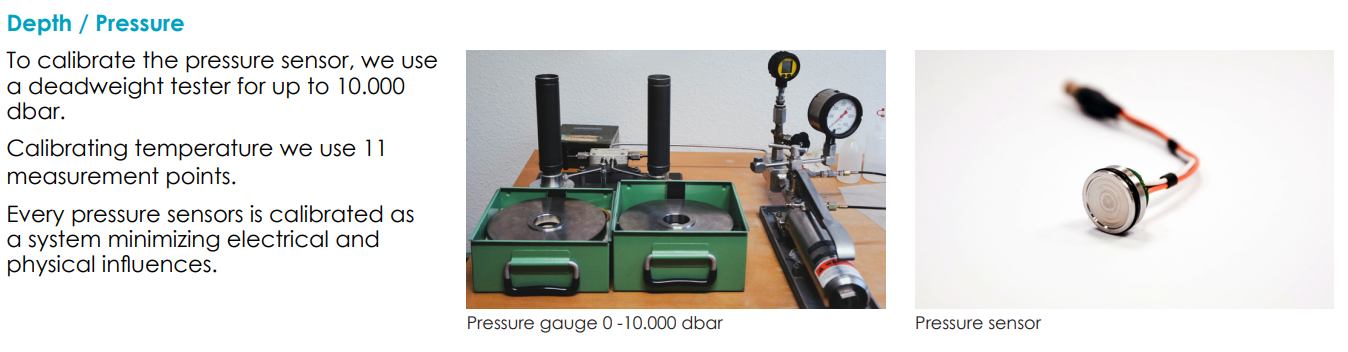 Depth / Pressure
To calibrate the pressure sensor, we use
a deadweight tester for up to 10.000
dbar.
Calibrating temperature we use 11
measurement points.
Every pressure sensors is calibrated as
a system minimizing electrical and
physical influences.
Pressure gauge 0 -10.000 dbar
Pressure sensor